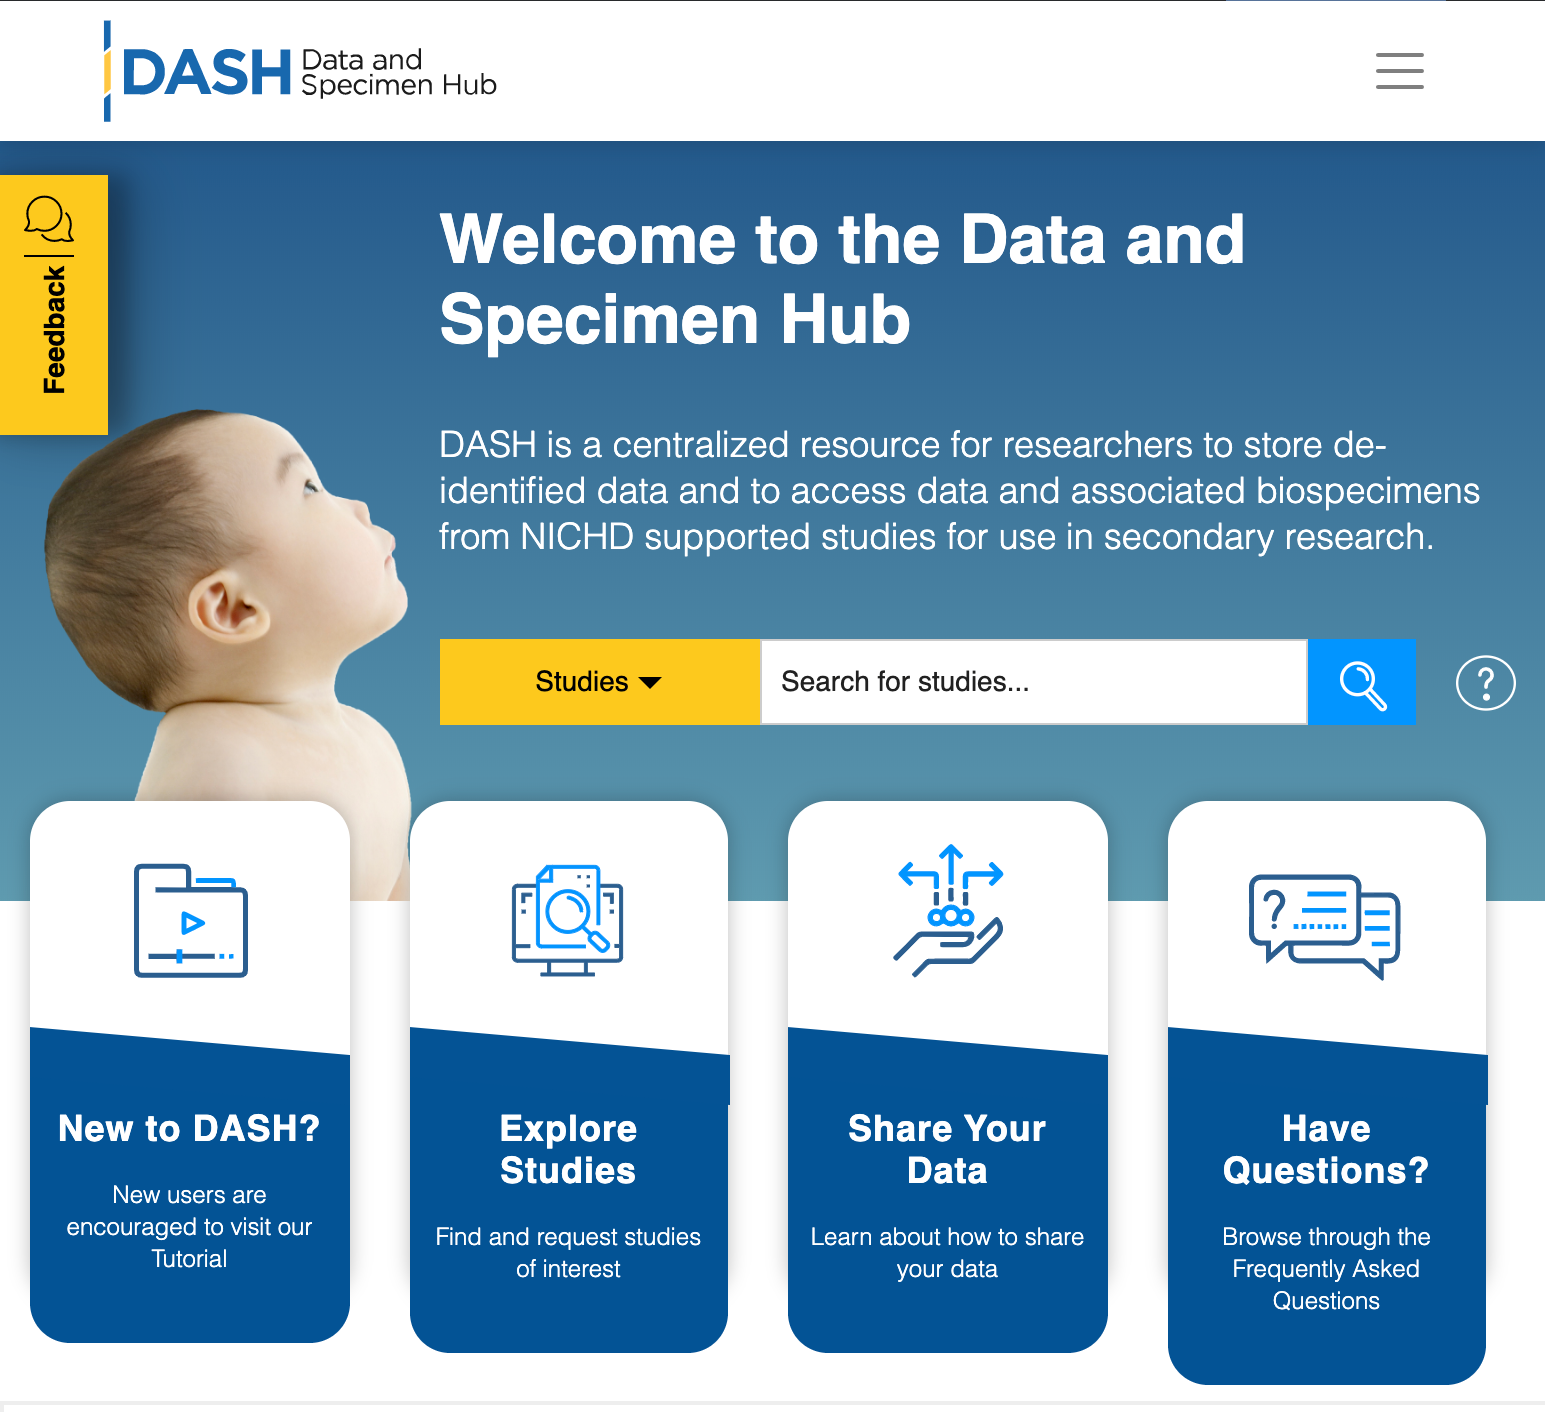 DASH Data and
Specimen Hub
Feedback
Welcome to the Data and
Specimen Hub
DASH is a centralized resource for researchers to store de-
identified data and to access data and associated biospecimens
from NICHD supported studies for use in secondary research.
Studies
Search for studies...
?
?
New to DASH?
New users are
encouraged to visit our
Tutorial
Explore
Studies
Find and request studies
of interest
Share Your
Data
Learn about how to share
your data
Have
Questions?
Browse through the
Frequently Asked
Questions